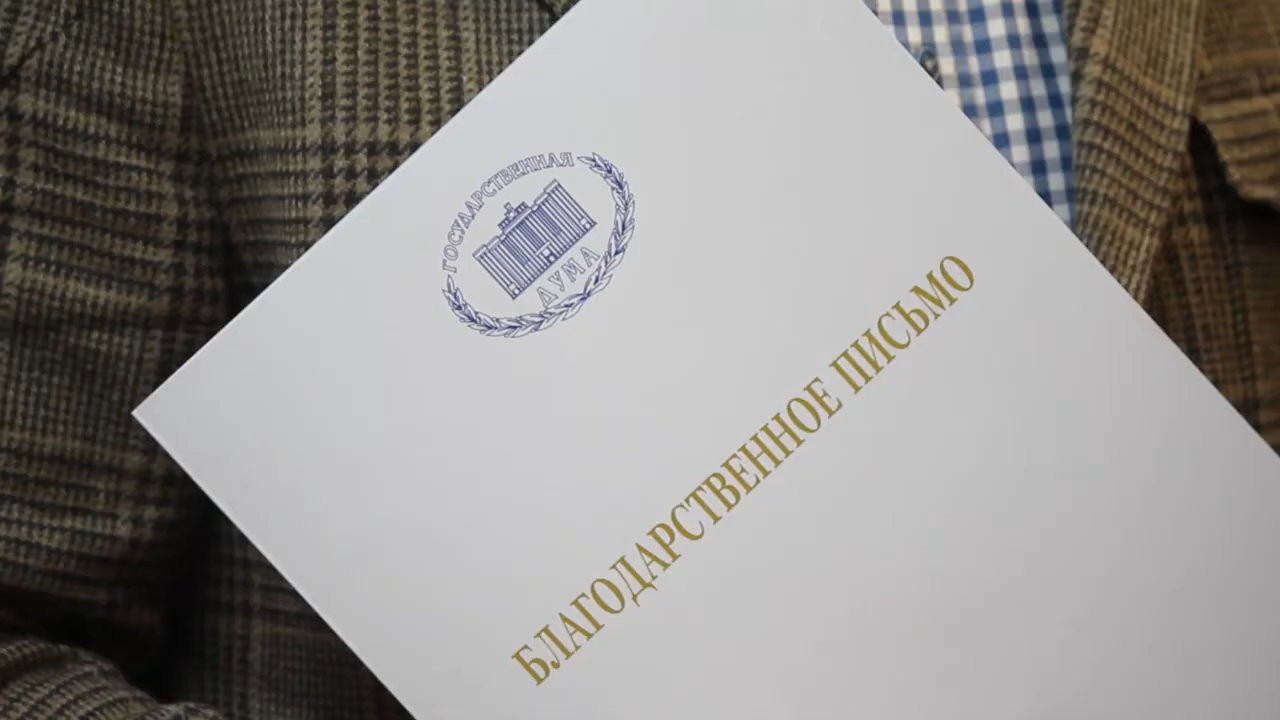 ГОСУДАРСТВЕННАЯ
ДУМА
БЛАГОДАРСТВЕННОЕ ПИСЬМО